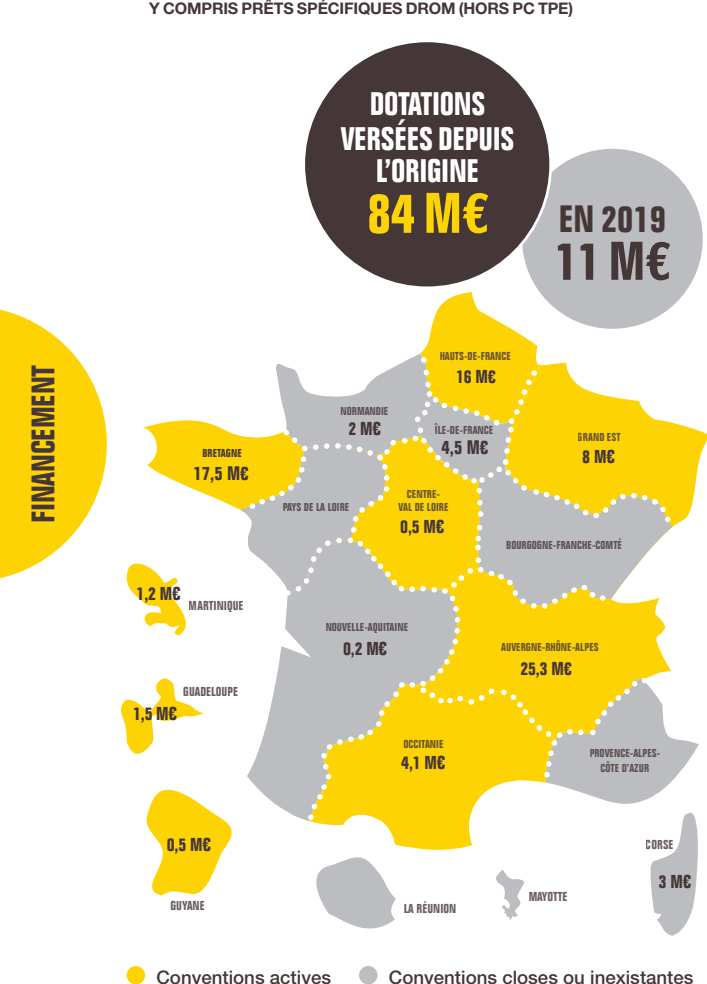 Y COMPRIS PRÊTS SPÉCIFIQUES DROM (HORS PC TPE)
DOTATIONS
VERSÉES DEPUIS
L'ORIGINE
84 M€
EN 2019
11 M€
FINANCEMENT
HAUTS-DE-FRANCE
16 M€
NORMANDIE
2 M€
ÎLE-DE-FRANCE
4,5 M€
GRAND EST
8 M€
BRETAGNE
17,5 M€
PAYS DE LA LOIRE
CENTRE-
VAL DE LOIRE
0,5 M€
BOURGOGNE-FRANCHE-COMTÉ
1,2 M€
MARTINIQUE
NOUVELLE-AQUITAINE
0,2 M€
AUVERGNE-RHÔNE-ALPES
25,3 M€
GUADELOUPE
1,5 M€
OCCITANIE
4,1 M€
PROVENCE-ALPES-
CÔTE D'AZUR
0,5 M€
GUYANE
LA RÉUNION
MAYOTTE
CORSE
3 M€
Conventions actives
Conventions closes ou inexistantes